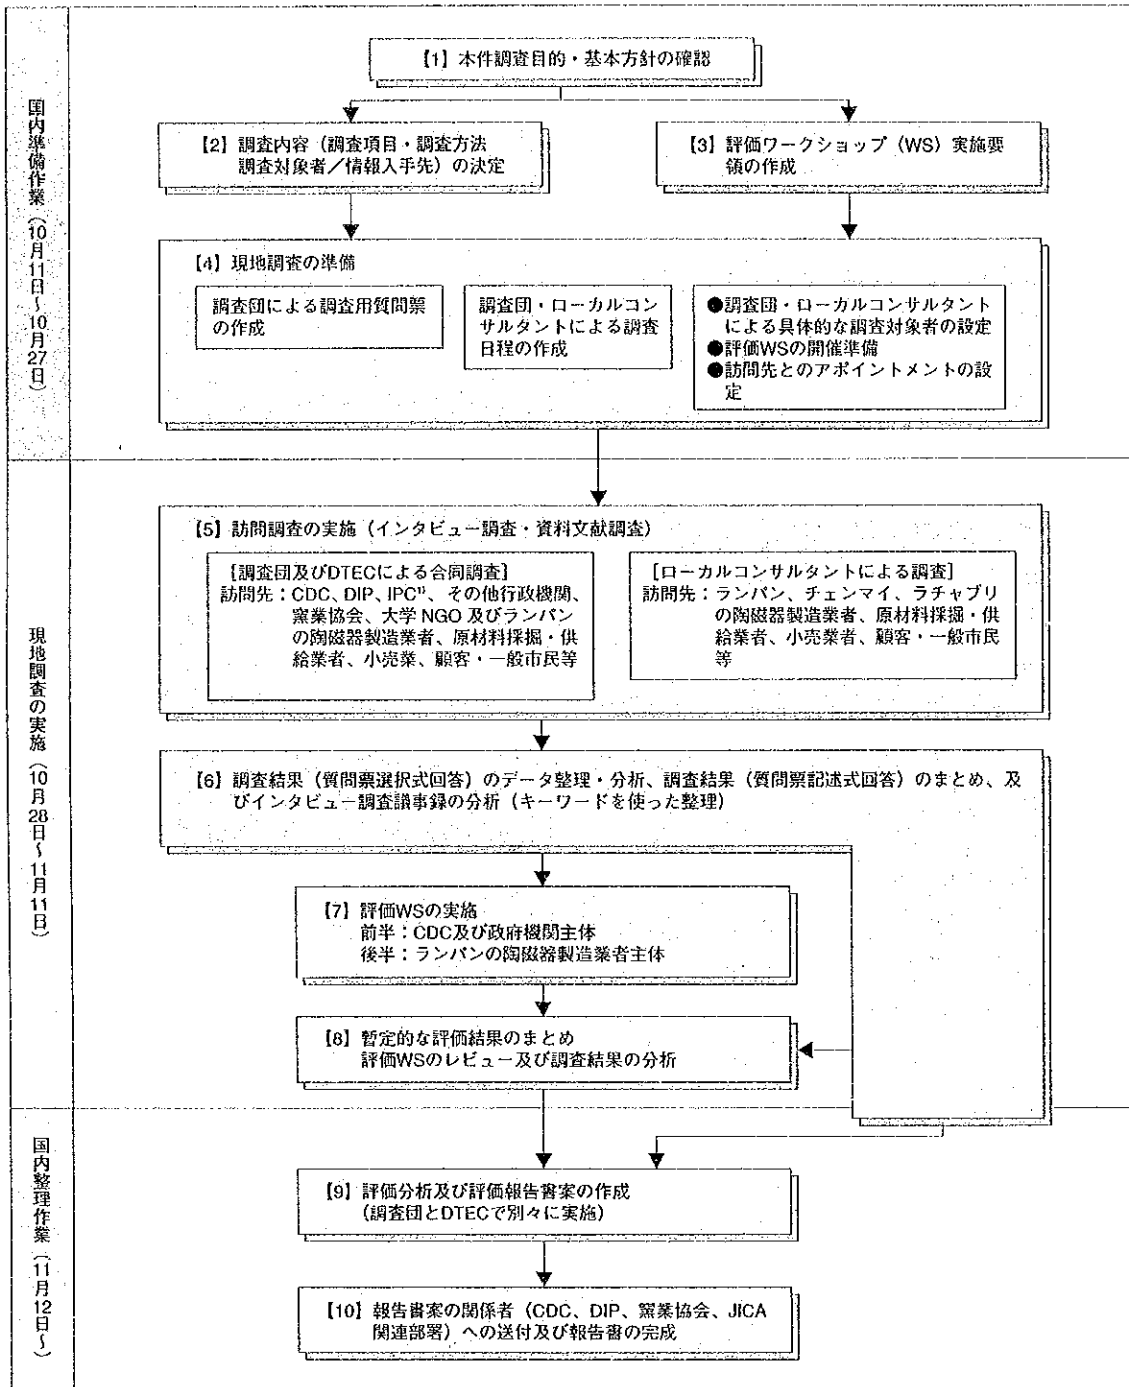 国内準備作業（10月11日～10月27日）
【1】本件調査目的・基本方針の確認
【2】調査内容（調査項目・調査方法
調査対象者／情報入手先）の決定
【3】評価ワークショップ（WS）実施要
領の作成
【4】現地調査の準備
調査団による調査用質問票
の作成
調査団・ローカルコン
サルタントによる調査
日程の作成
●調査団・ローカルコンサルタント
による具体的な調査対象者の設定
●評価WSの開催準備
●訪問先とのアポイントメントの設
定
現地調査の実施（10月28日～11月11日）
【5】訪問調査の実施（インタビュー調査・資料文献調査）
［調査団及びDTECによる合同調査］
訪問先：CDC、DIP、IPC¹⁾、その他行政機関、
窯業協会、大学 NGO 及びランパン
の陶磁器製造業者、原材料採掘・供
給業者、小売業、顧客・一般市民等
［ローカルコンサルタントによる調査］
訪問先：ランパン、チェンマイ、ラチャブリ
の陶磁器製造業者、原材料採掘・供
給業者、小売業者、顧客・一般市民
等
【6】調査結果（質問票選択式回答）のデータ整理・分析、調査結果（質問票記述式回答）のまとめ、及
びインタビュー調査議事録の分析（キーワードを使った整理）
【7】評価WSの実施
前半：CDC及び政府機関主体
後半：ランパンの陶磁器製造業者主体
【8】暫定的な評価結果のまとめ
評価WSのレビュー及び調査結果の分析
国内整理作業（11月12日～）
【9】評価分析及び評価報告書案の作成
（調査団とDTECで別々に実施）
【10】報告書案の関係者（CDC、DIP、窯業協会、JICA
関連部署）への送付及び報告書の完成